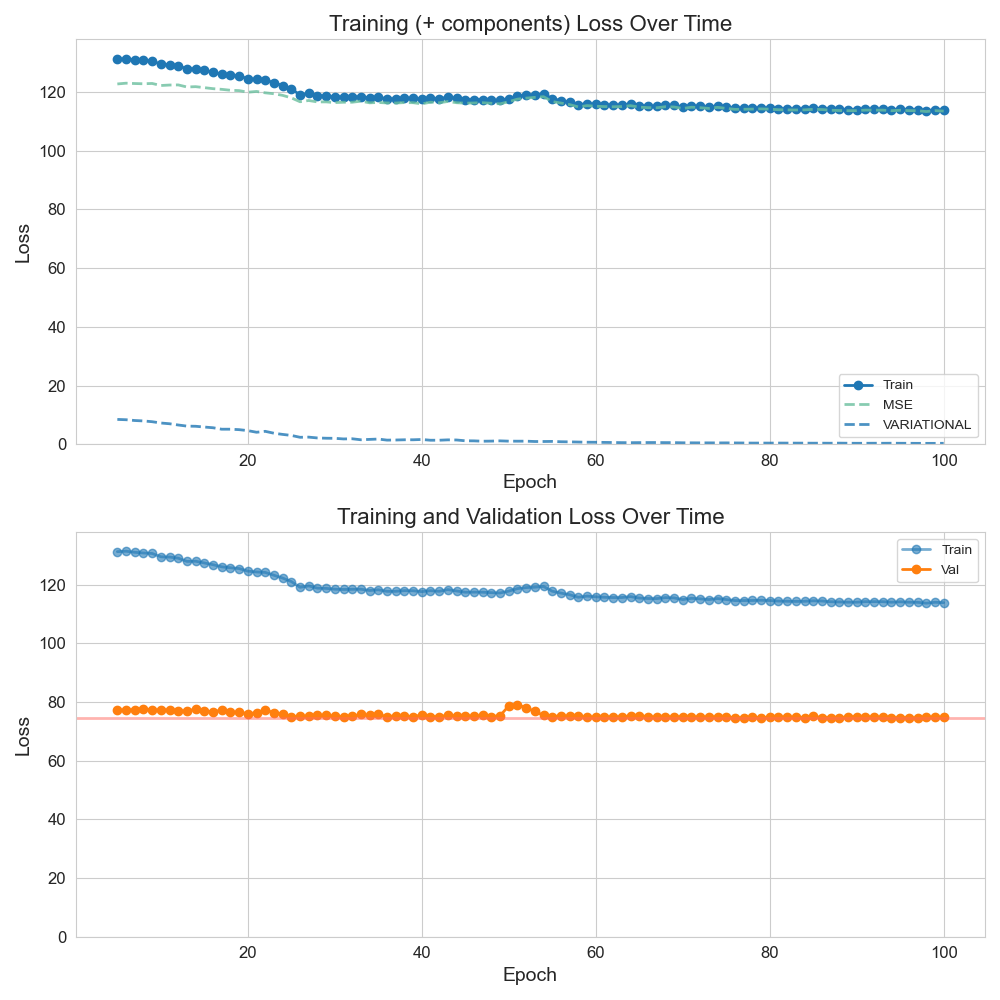 Training (+ components) Loss Over Time
Loss
120
100
80
60
40
20
0
Train
MSE
VARIATIONAL
20 40 60 80 100
Epoch
Training and Validation Loss Over Time
Loss
120
100
80
60
40
20
0
Train
Val
20 40 60 80 100
Epoch